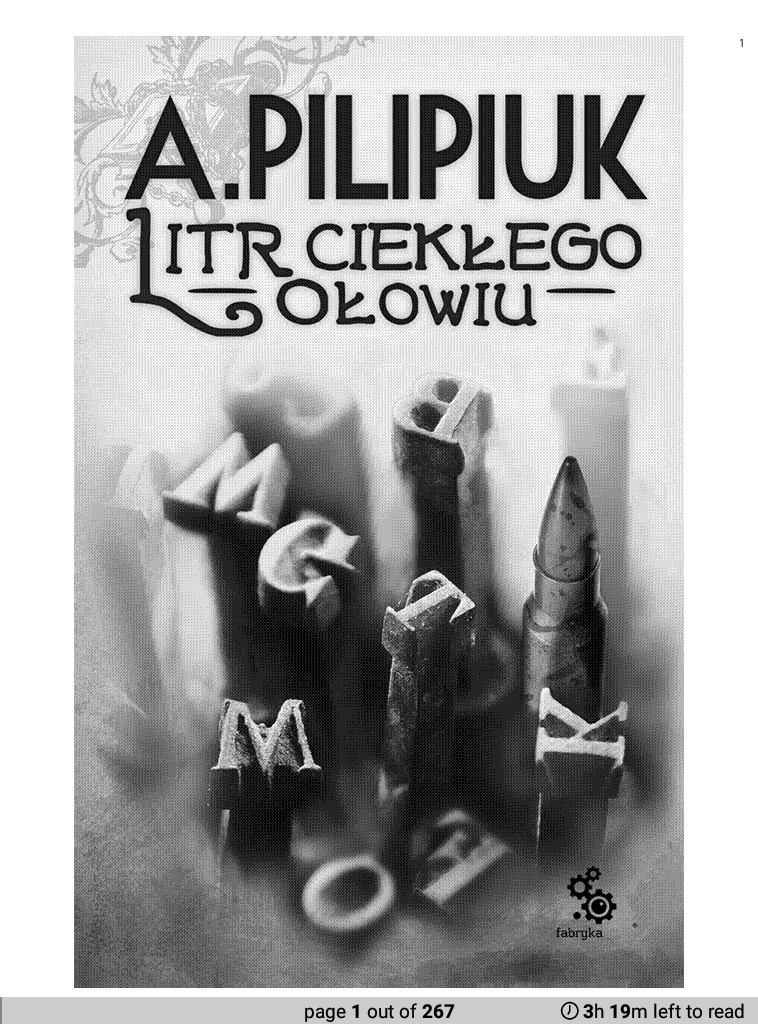 1
A.PILIPIUK
LITR CIEKŁEGO
OŁOWIU
M
M
K
O
fabryka
page 1 out of 267
3h 19m left to read